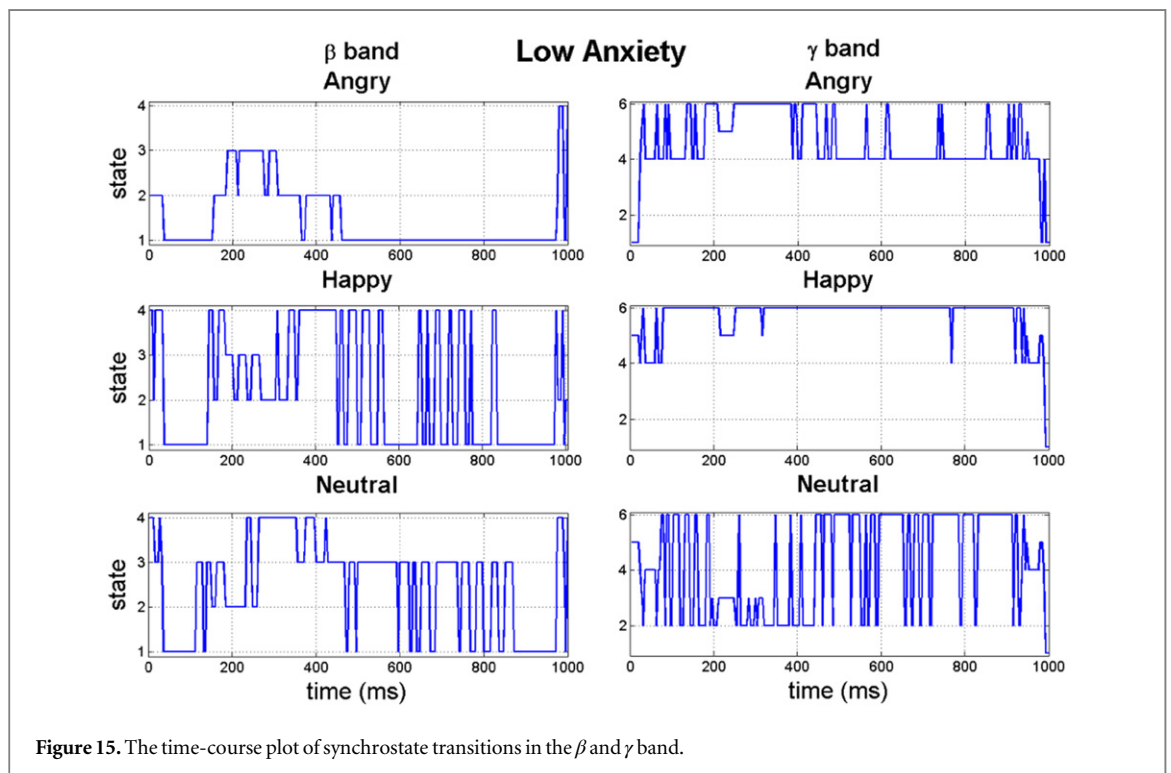 Low Anxiety
β band
γ band
Angry
Angry
state
4
3
2
1
0 200 400 600 800 1000
6
4
2
0 200 400 600 800 1000
Happy
Happy
state
4
3
2
1
0 200 400 600 800 1000
6
4
2
0 200 400 600 800 1000
Neutral
Neutral
state
4
3
2
1
0 200 400 600 800 1000
time (ms)
6
4
2
0 200 400 600 800 1000
time (ms)
Figure 15. The time-course plot of synchrostate transitions in the β and γ band.